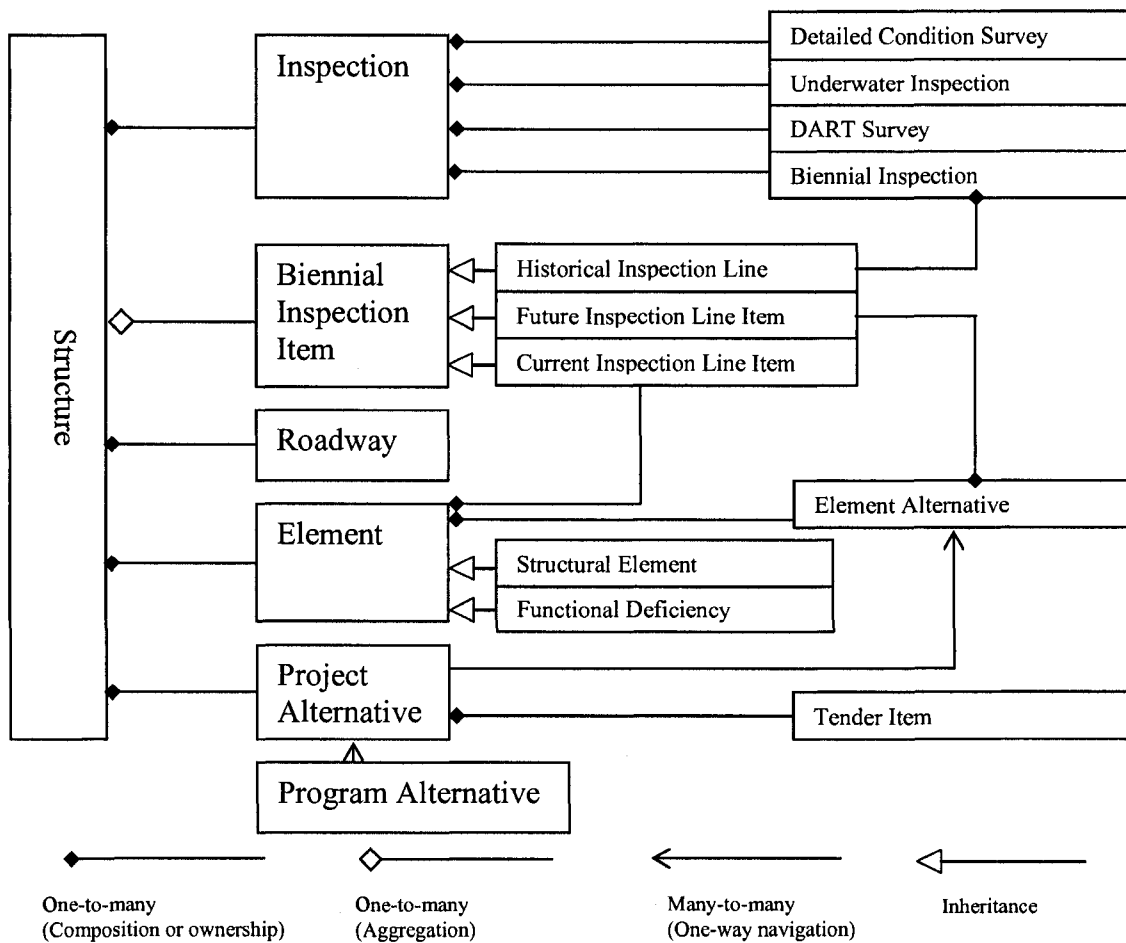 Structure
Inspection
Detailed Condition Survey
Underwater Inspection
DART Survey
Biennial Inspection
Biennial
Inspection
Item
Historical Inspection Line
Future Inspection Line Item
Current Inspection Line Item
Roadway
Element
Element Alternative
Structural Element
Functional Deficiency
Project
Alternative
Tender Item
Program Alternative
One-to-many
(Composition or ownership)
One-to-many
(Aggregation)
Many-to-many
(One-way navigation)
Inheritance